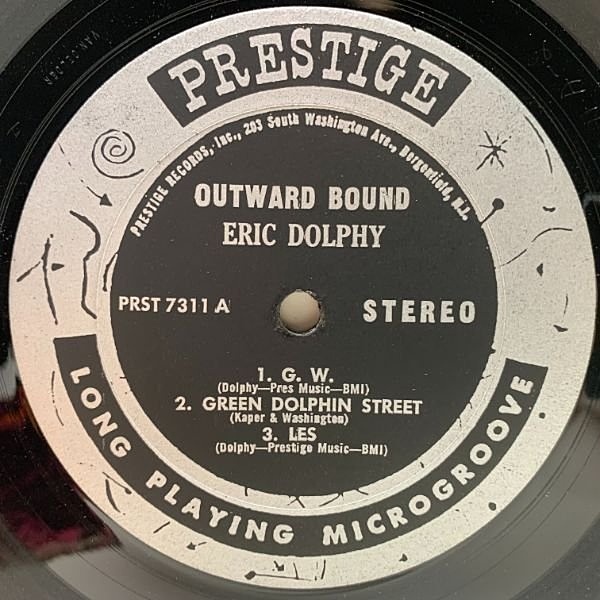 PRESTIGE
PRESTIGE RECORDS, Inc., 203 South Washington Ave., Bergenfield, N.J.
OUTWARD BOUND
ERIC DOLPHY
PRST 7311 A
STEREO
1. G. W.
(Dolphy—Pres Music—BMI)
2. GREEN DOLPHIN STREET
(Kaper & Washington)
3. LES
(Dolphy—Prestige Music—BMI)
LONG PLAYING MICROGROOVE